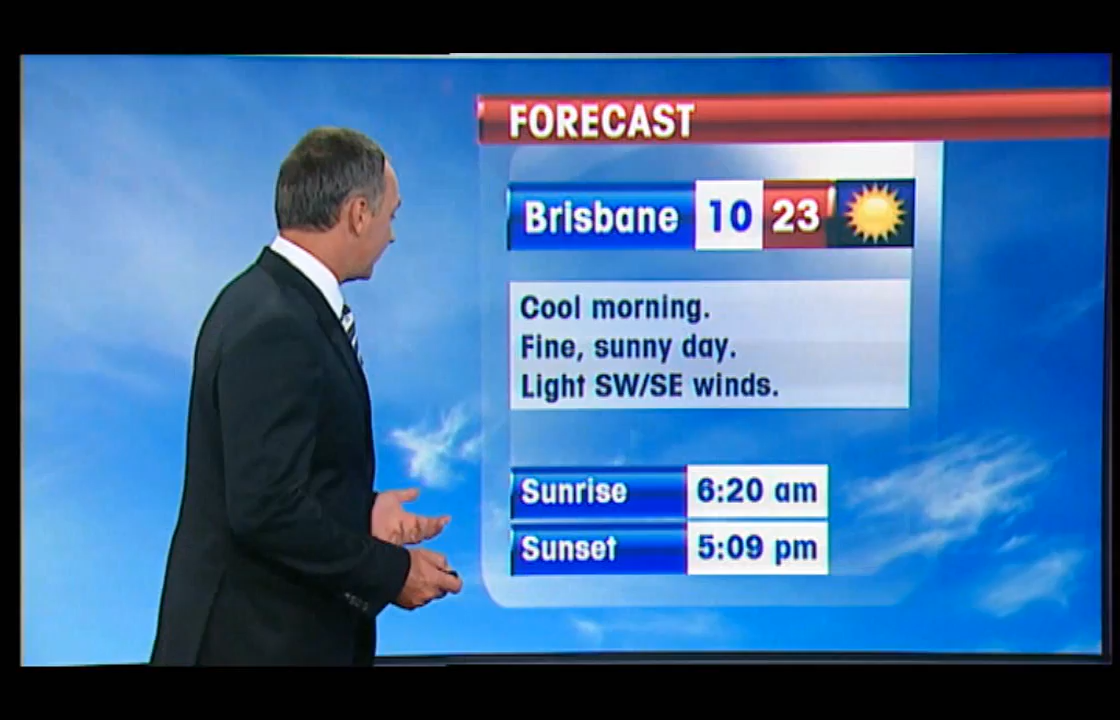 FORECAST
Brisbane 10 23
Cool morning.
Fine, sunny day.
Light SW/SE winds.
Sunrise 6:20 am
Sunset 5:09 pm